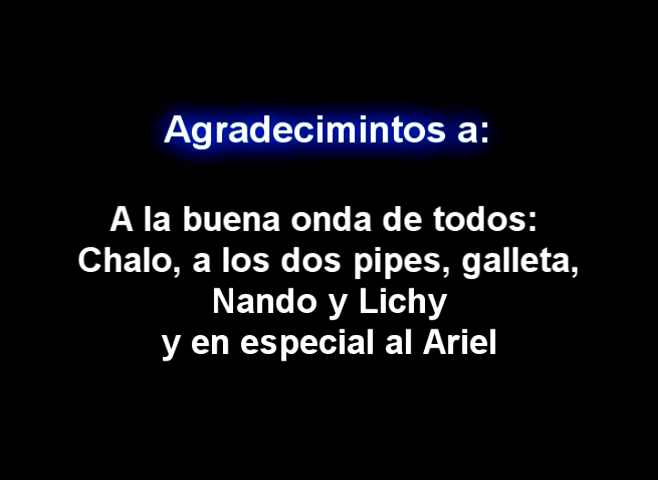 Agradecimintos a:
A la buena onda de todos:
Chalo, a los dos pipes, galleta,
Nando y Lichy
y en especial al Ariel